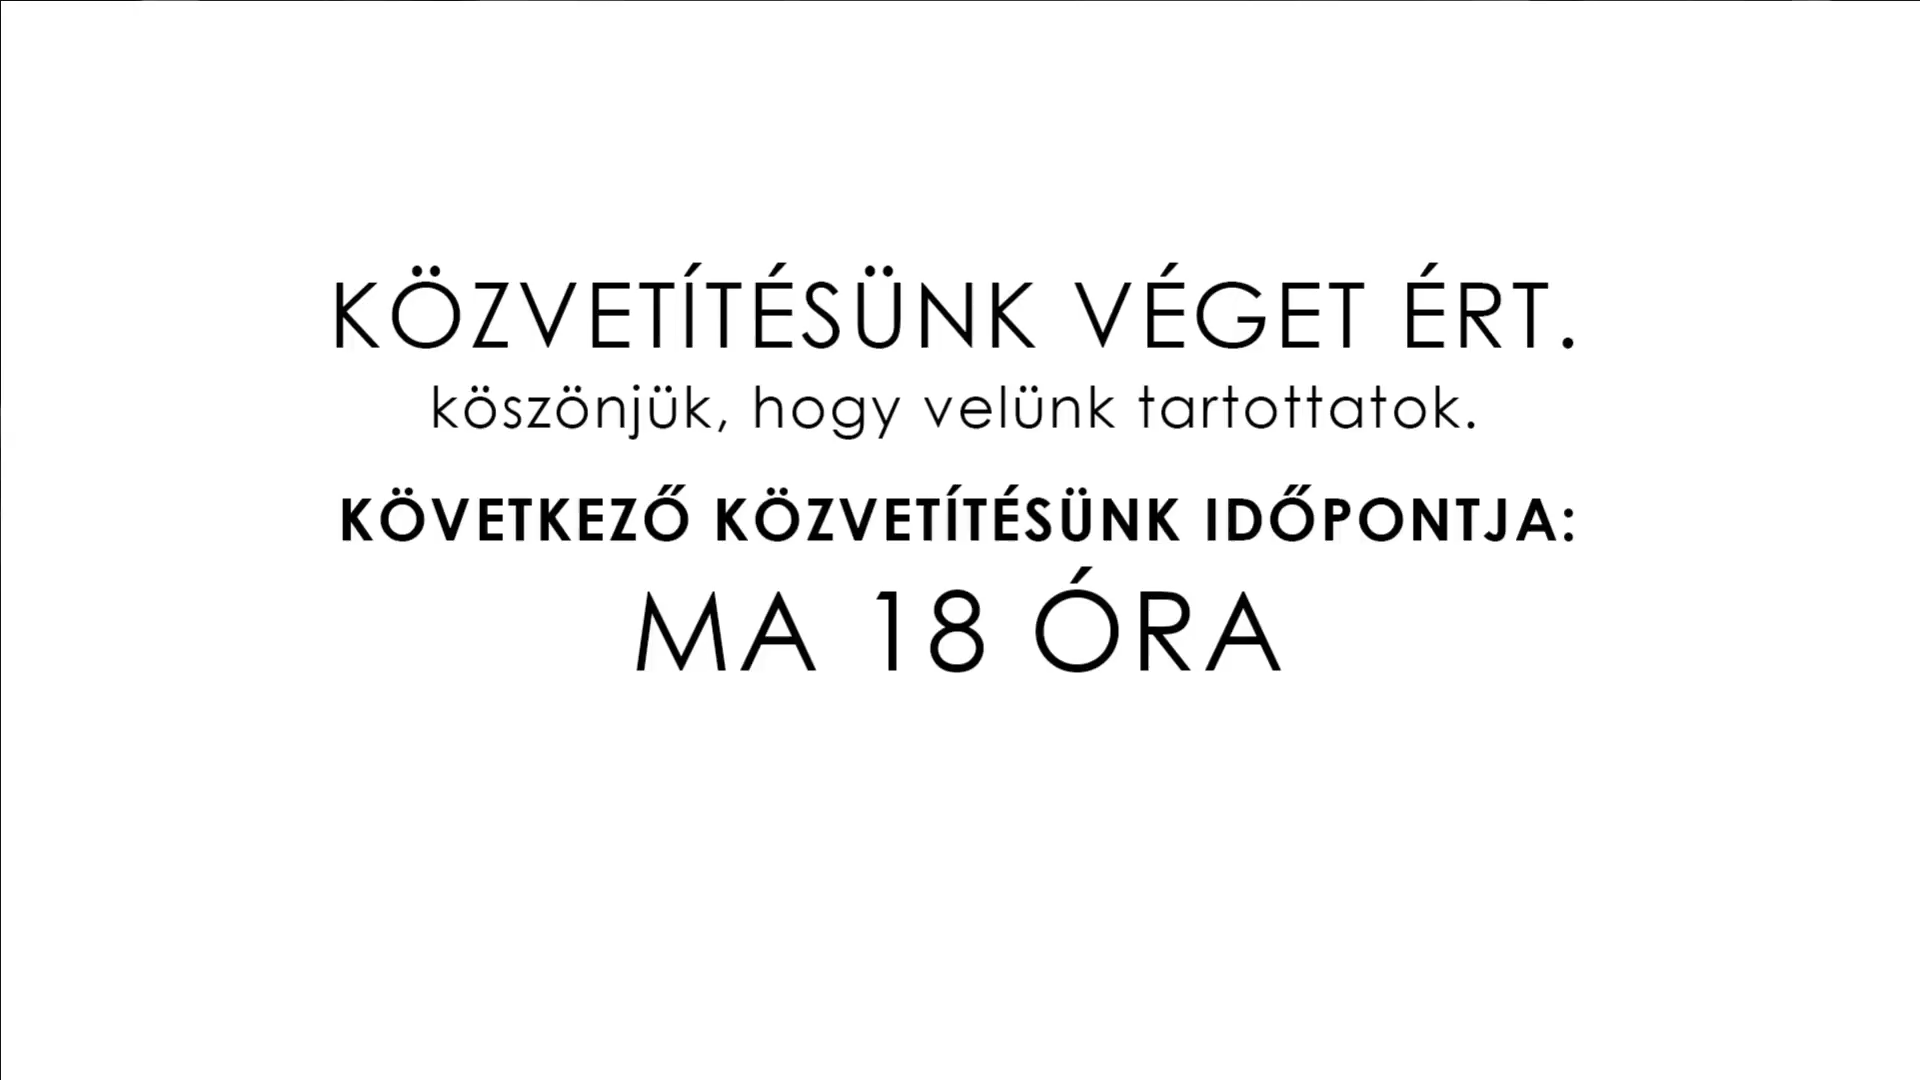 KÖZVETÍTÉSÜNK VÉGET ÉRT.
köszönjük, hogy velünk tartottatok.
KÖVETKEZŐ KÖZVETÍTÉSÜNK IDŐPONTJA:
MA 18 ÓRA